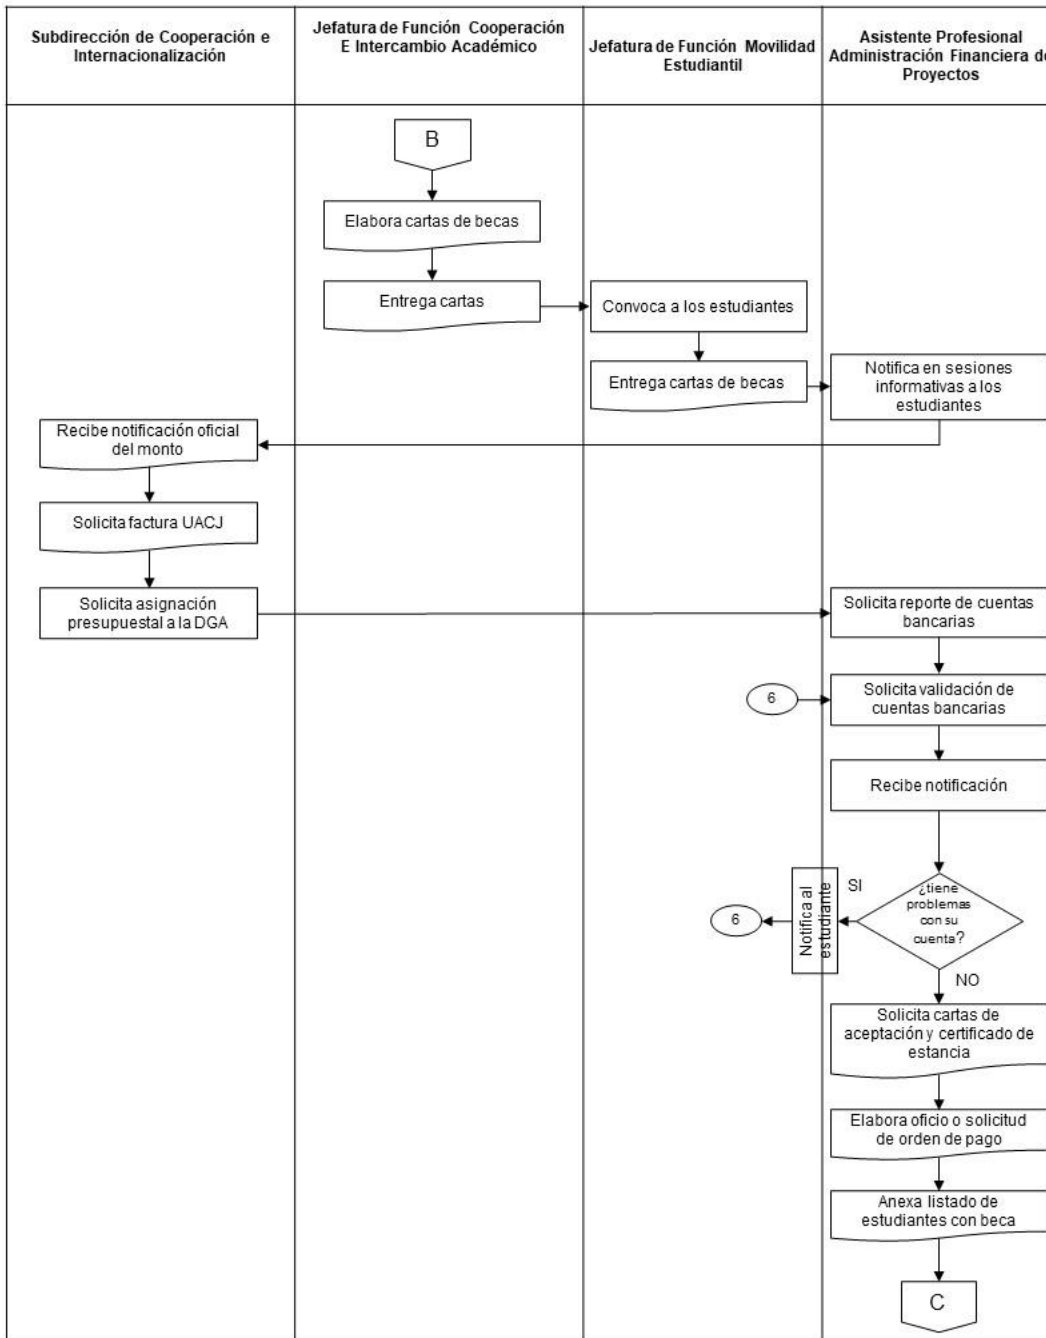 Subdirección de Cooperación e
Internacionalización
Jefatura de Función Cooperación
E Intercambio Académico
Jefatura de Función Movilidad
Estudiantil
Asistente Profesional
Administración Financiera de
Proyectos
B
Elabora cartas de becas
Entrega cartas
Convoca a los estudiantes
Entrega cartas de becas
Notifica en sesiones
informativas a los
estudiantes
Recibe notificación oficial
del monto
Solicita factura UACJ
Solicita asignación
presupuestal a la DGA
Solicita reporte de cuentas
bancarias
6
Solicita validación de
cuentas bancarias
Recibe notificación
¿tiene
problemas
con su
cuenta?
SI
Notifica al
estudiante
6
NO
Solicita cartas de
aceptación y certificado de
estancia
Elabora oficio o solicitud
de orden de pago
Anexa listado de
estudiantes con beca
C